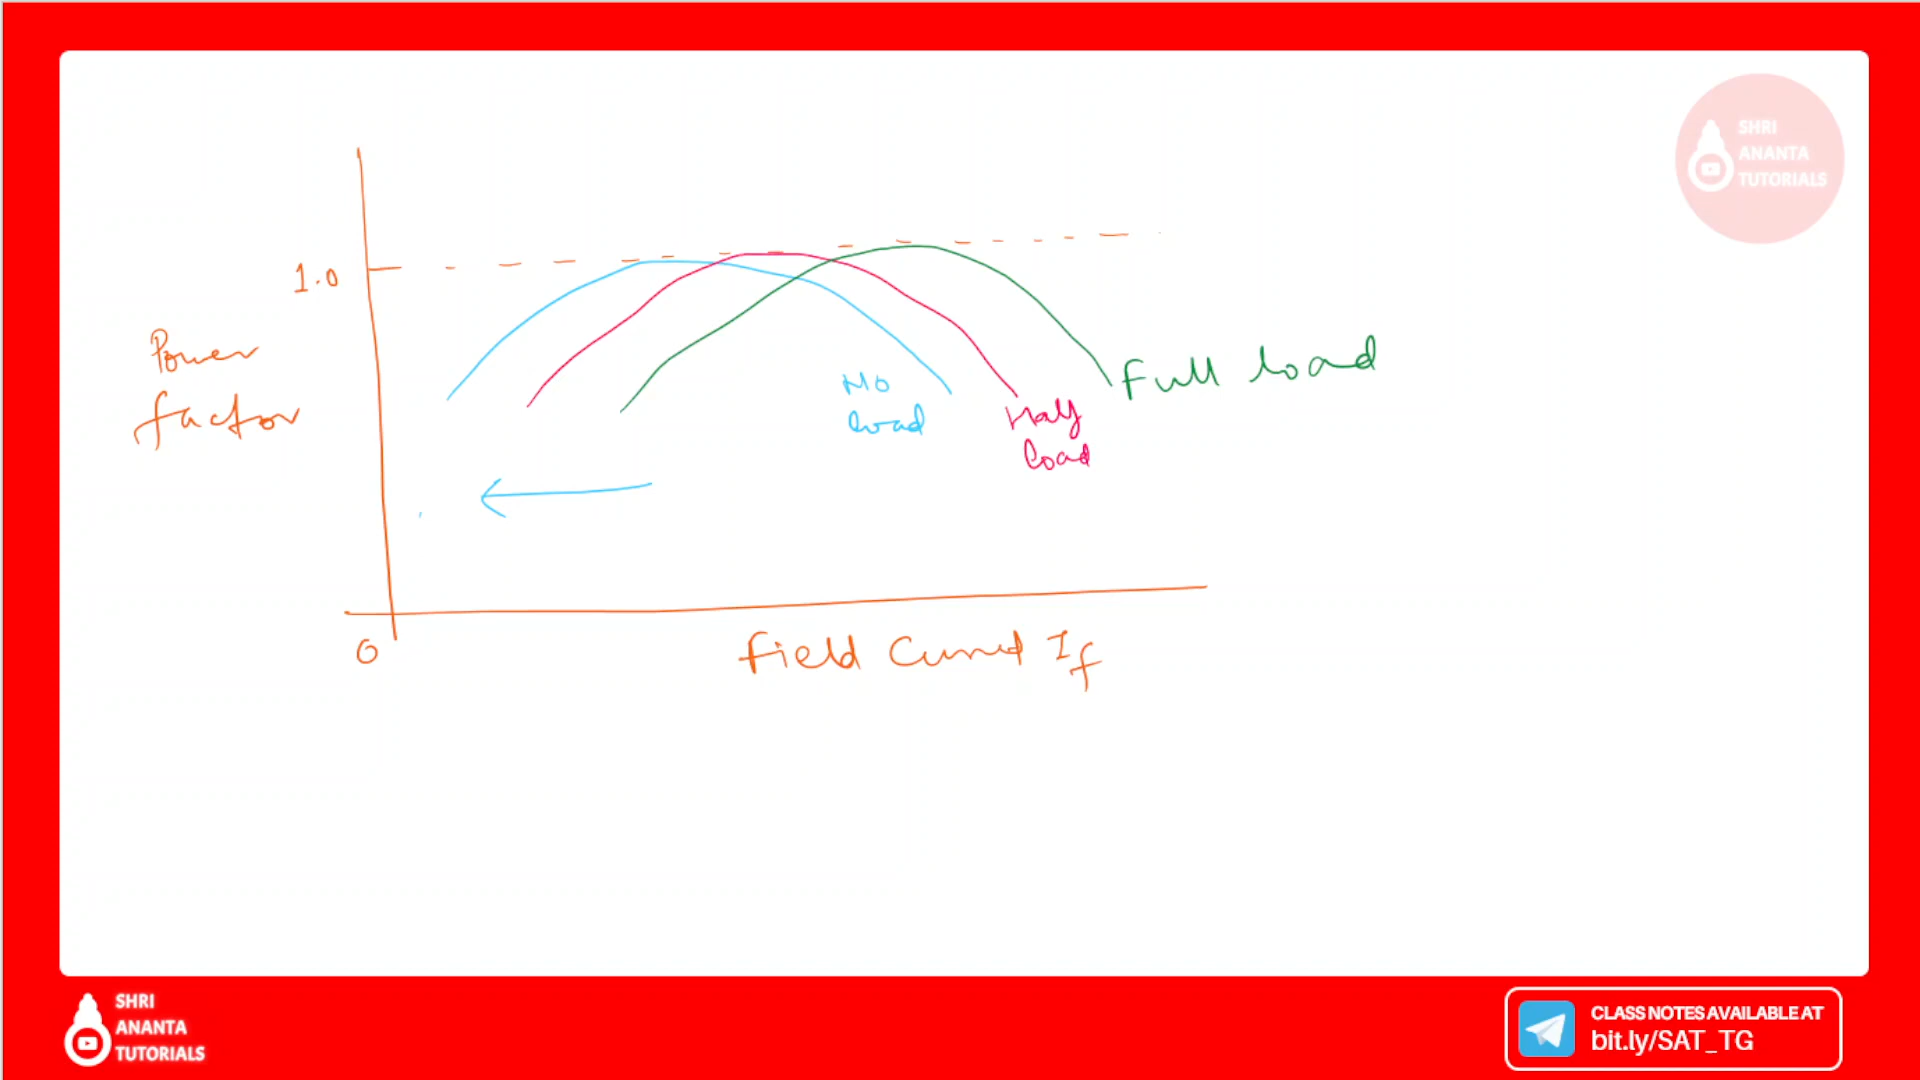 SHRI
ANANTA
TUTORIALS
1.0
Power
factor
No
load
Half
load
Full load
0
field Current If
SHRI
ANANTA
TUTORIALS
CLASS NOTES AVAILABLE AT
bit.ly/SAT_TG